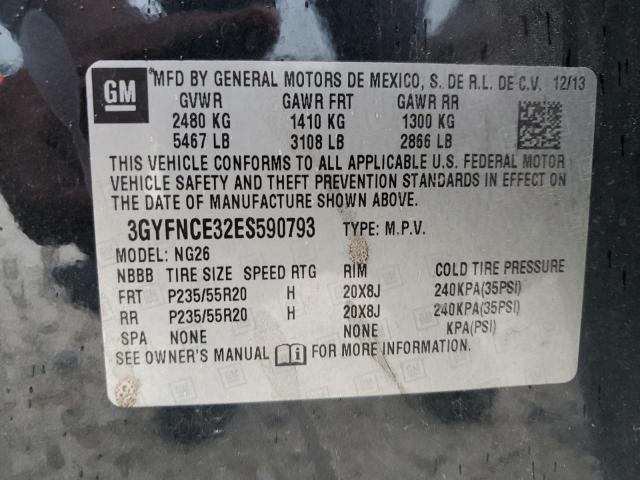 GM
MFD BY GENERAL MOTORS DE MEXICO, S. DE R.L. DE C.V. 12/13
GVWR GAWR FRT GAWR RR
2480 KG 1410 KG 1300 KG
5467 LB 3108 LB 2866 LB
THIS VEHICLE CONFORMS TO ALL APPLICABLE U.S. FEDERAL MOTOR
VEHICLE SAFETY AND THEFT PREVENTION STANDARDS IN EFFECT ON
THE DATE OF MANUFACTURE SHOWN ABOVE.
3GYFNCE32ES590793 TYPE: M.P.V.
MODEL: NG26
NBBB TIRE SIZE SPEED RTG RIM COLD TIRE PRESSURE
FRT P235/55R20 H 20X8J 240KPA(35PSI)
RR P235/55R20 H 20X8J 240KPA(35PSI)
SPA NONE NONE KPA(PSI)
SEE OWNER'S MANUAL i FOR MORE INFORMATION.